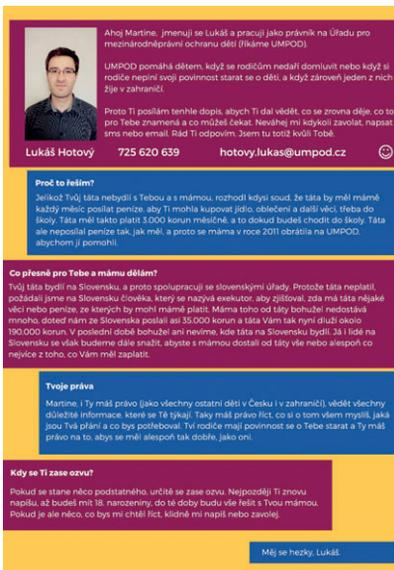 Ahoj Martine, jmenuji se Lukáš a pracuji jako právník na Úřadu pro
mezinárodněprávní ochranu dětí (říkáme UMPOD).
UMPOD pomáhá dětem, když se rodičům nedaří domluvit nebo když si
rodiče neplní svoji povinnost starat se o děti, a když zároveň jeden z nich
žije v zahraničí.
Proto Ti posílám tenhle dopis, abych Ti dal vědět, co se zrovna děje, co to
pro Tebe znamená a co můžeš čekat. Neváhej mi kdykoli zavolat, napsat
sms nebo email. Rád Ti odpovím. Jsem tu totiž kvůli Tobě.
Lukáš Hotový 725 620 639 hotovy.lukas@umpod.cz
Proč to řeším?
Jelikož Tvůj táta nebydlí s Tebou a s mámou, rozhodl kdysi soud, že táta by měl mámě
každý měsíc posílat peníze, aby Ti mohla kupovat jídlo, oblečení a další věci, třeba do
školy. Táta měl takto platit 3.000 korun měsíčně, a to dokud budeš chodit do školy. Táta
ale neposílal peníze tak, jak měl, a proto se máma v roce 2011 obrátila na UMPOD,
abychom jí pomohli.
Co přesně pro Tebe a mámu dělám?
Tvůj táta bydlí na Slovensku, a proto spolupracuji se slovenskými úřady. Protože táta neplatil,
požádali jsme na Slovensku člověka, který se nazývá exekutor, aby zjišťoval, zda má táta nějaké
věci nebo peníze, ze kterých by mohl mámě platit. Máma toho od táty bohužel nedostává
mnoho, doteď nám ze Slovenska poslali asi 35.000 korun a táta Vám tak nyní dluží okolo
190.000 korun. V poslední době bohužel ani nevíme, kde táta na Slovensku bydlí. Já i lidé na
Slovensku se však budeme dále snažit, abyste s mámou dostali od táty vše nebo alespoň co
nejvíce z toho, co Vám měl zaplatit.
Tvoje práva
Martine, i Ty máš právo (jako všechny ostatní děti v Česku i v zahraničí), vědět všechny
důležité informace, které se Tě týkají. Taky máš právo říct, co si o tom všem myslíš, jaká
jsou Tvá přání a co bys potřeboval. Tví rodiče mají povinnost se o Tebe starat a Ty máš
právo na to, abys se měl alespoň tak dobře, jako oni.
Kdy se Ti zase ozvu?
Pokud se stane něco podstatného, určitě se zase ozvu. Nejpozději Ti znovu
napíšu, až budeš mít 18. narozeniny, do té doby budu vše řešit s Tvou mámou.
Pokud je ale něco, co bys mi chtěl říct, klidně mi napiš nebo zavolej.
Měj se hezky, Lukáš.